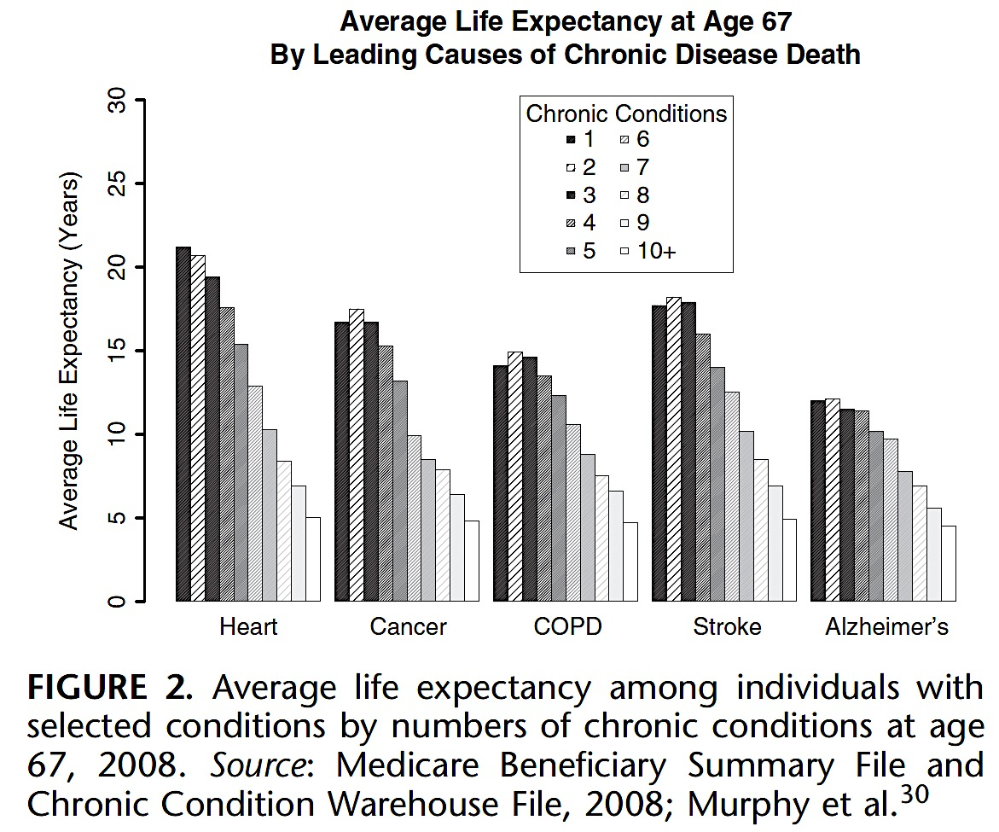 Average Life Expectancy at Age 67
By Leading Causes of Chronic Disease Death
Average Life Expectancy (Years)
30
25
20
15
10
5
0
Chronic Conditions
1 6
2 7
3 8
4 9
5 10+
Heart Cancer COPD Stroke Alzheimer’s
FIGURE 2. Average life expectancy among individuals with
selected conditions by numbers of chronic conditions at age
67, 2008. Source: Medicare Beneficiary Summary File and
Chronic Condition Warehouse File, 2008; Murphy et al.30